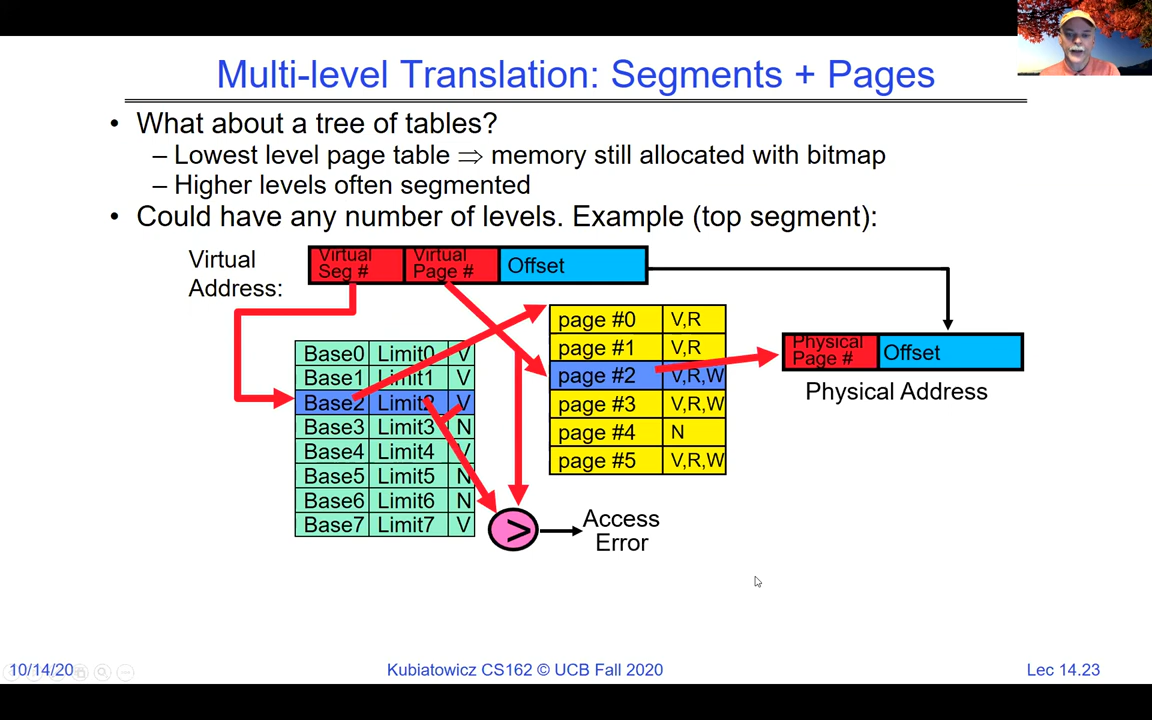 Multi-level Translation: Segments + Pages
• What about a tree of tables?
– Lowest level page table ⇒ memory still allocated with bitmap
– Higher levels often segmented
• Could have any number of levels. Example (top segment):
Virtual
Address:
Virtual
Seg #
Virtual
Page #
Offset
page #0 V,R
page #1 V,R
page #2 V,R,W
page #3 V,R,W
page #4 N
page #5 V,R,W
Physical
Page #
Offset
Physical Address
Base0 Limit0 V
Base1 Limit1 V
Base2 Limit2 V
Base3 Limit3 N
Base4 Limit4 V
Base5 Limit5 N
Base6 Limit6 N
Base7 Limit7 V
>
Access
Error
10/14/20
Kubiatowicz CS162 © UCB Fall 2020
Lec 14.23